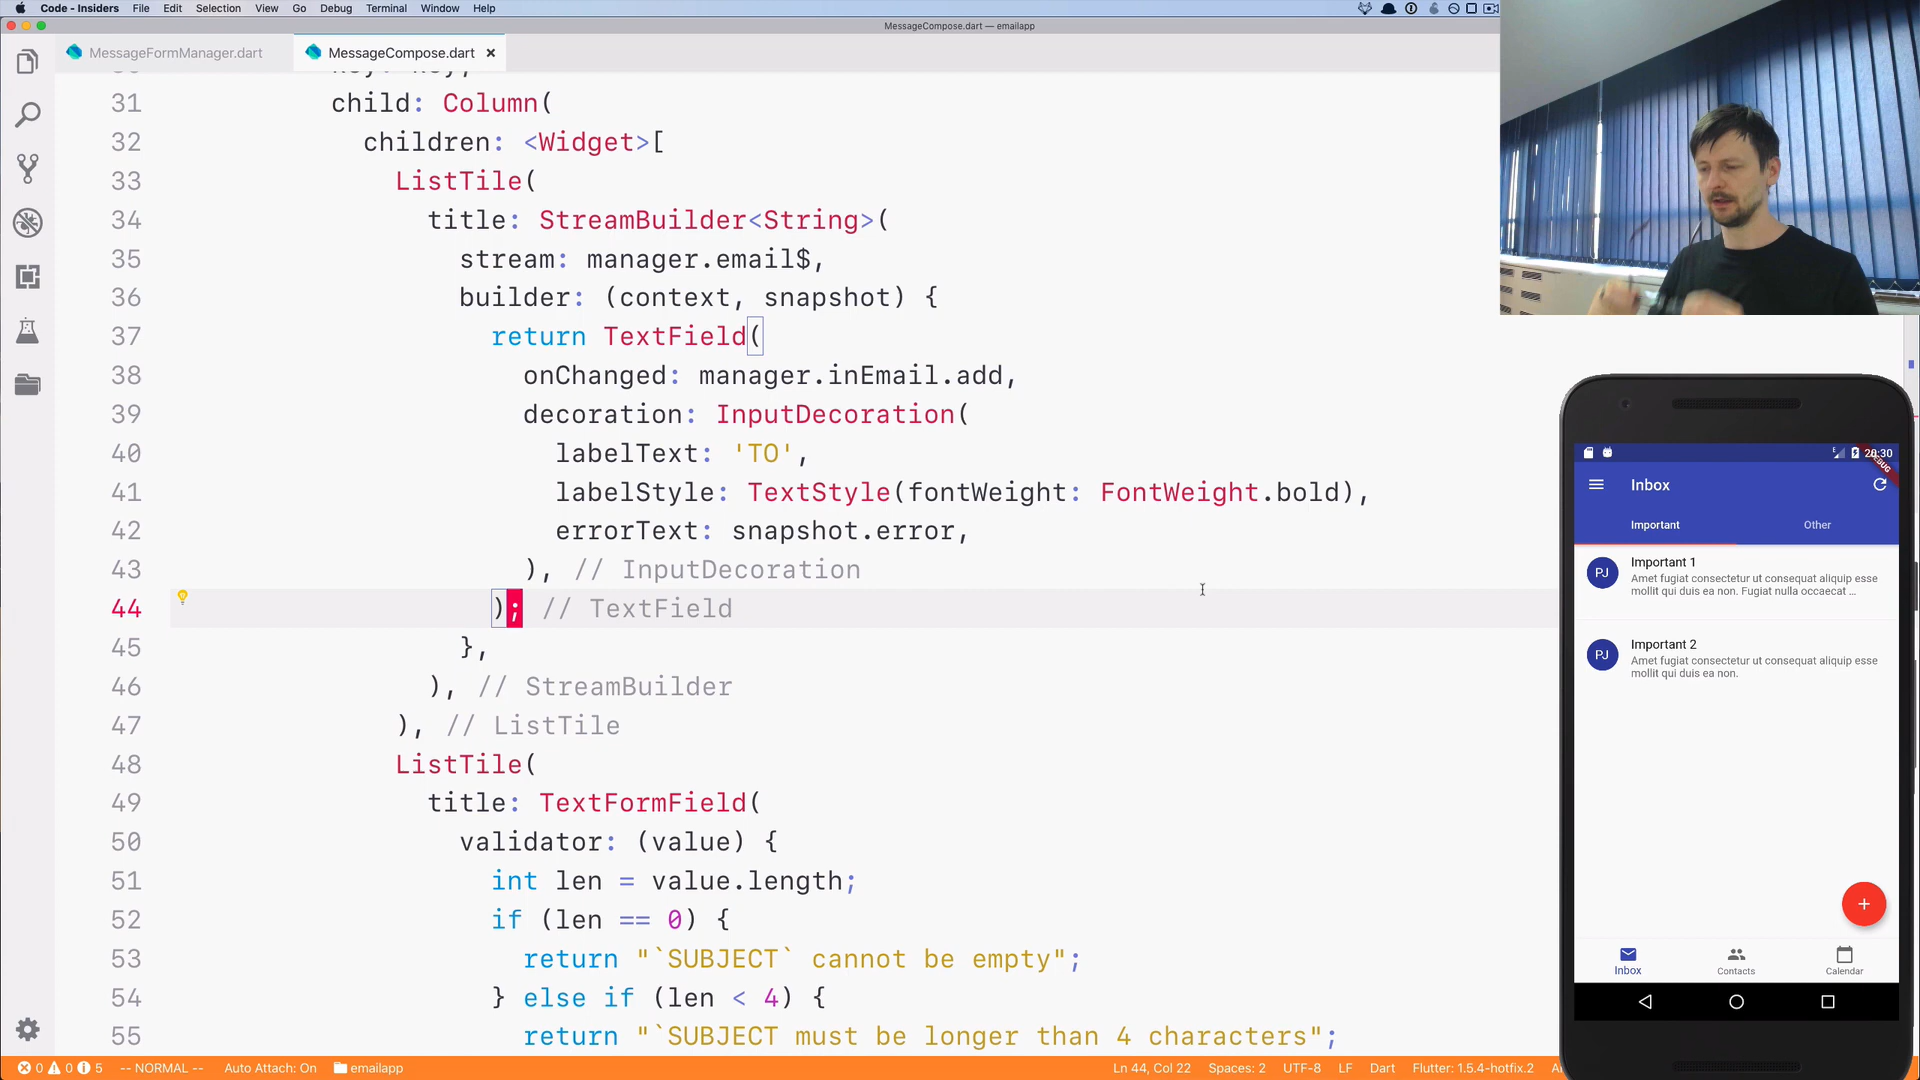 Code - Insiders File Edit Selection View Go Debug Terminal Window Help
MessageCompose.dart — emailapp
MessageFormManager.dart
MessageCompose.dart
31 child: Column(
32 children: <Widget>[
33 ListTile(
34 title: StreamBuilder<String>(
35 stream: manager.email$,
36 builder: (context, snapshot) {
37 return TextField(
38 onChanged: manager.inEmail.add,
39 decoration: InputDecoration(
40 labelText: 'TO',
41 labelStyle: TextStyle(fontWeight: FontWeight.bold),
42 errorText: snapshot.error,
43 ), // InputDecoration
44 ); // TextField
45 },
46 ), // StreamBuilder
47 ), // ListTile
48 ListTile(
49 title: TextFormField(
50 validator: (value) {
51 int len = value.length;
52 if (len == 0) {
53 return "`SUBJECT` cannot be empty";
54 } else if (len < 4) {
55 return "`SUBJECT must be longer than 4 characters";
0 0 5 -- NORMAL -- Auto Attach: On emailapp Ln 44, Col 22 Spaces: 2 UTF-8 LF Dart Flutter: 1.5.4-hotfix.2
20:30
DEBUG
Inbox
Important Other
PJ
Important 1
Amet fugiat consectetur ut consequat aliquip esse
mollit qui duis ea non. Fugiat nulla occaecat ...
PJ
Important 2
Amet fugiat consectetur ut consequat aliquip esse
mollit qui duis ea non.
Inbox Contacts Calendar